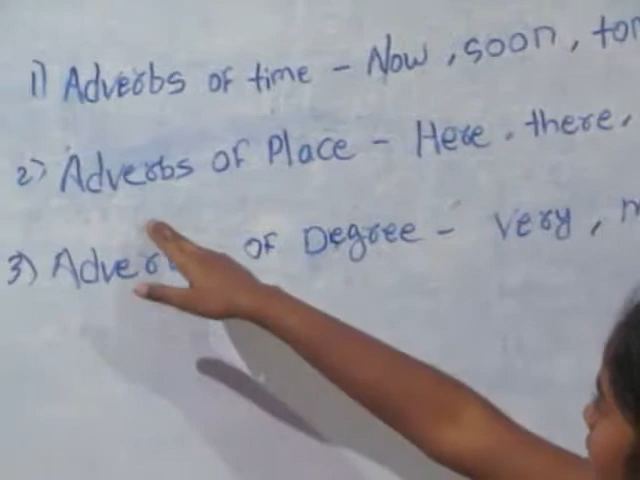 1) Adverbs of time - Now, soon,
2) Adverbs of Place - Here, there,
3) of Degree - very,